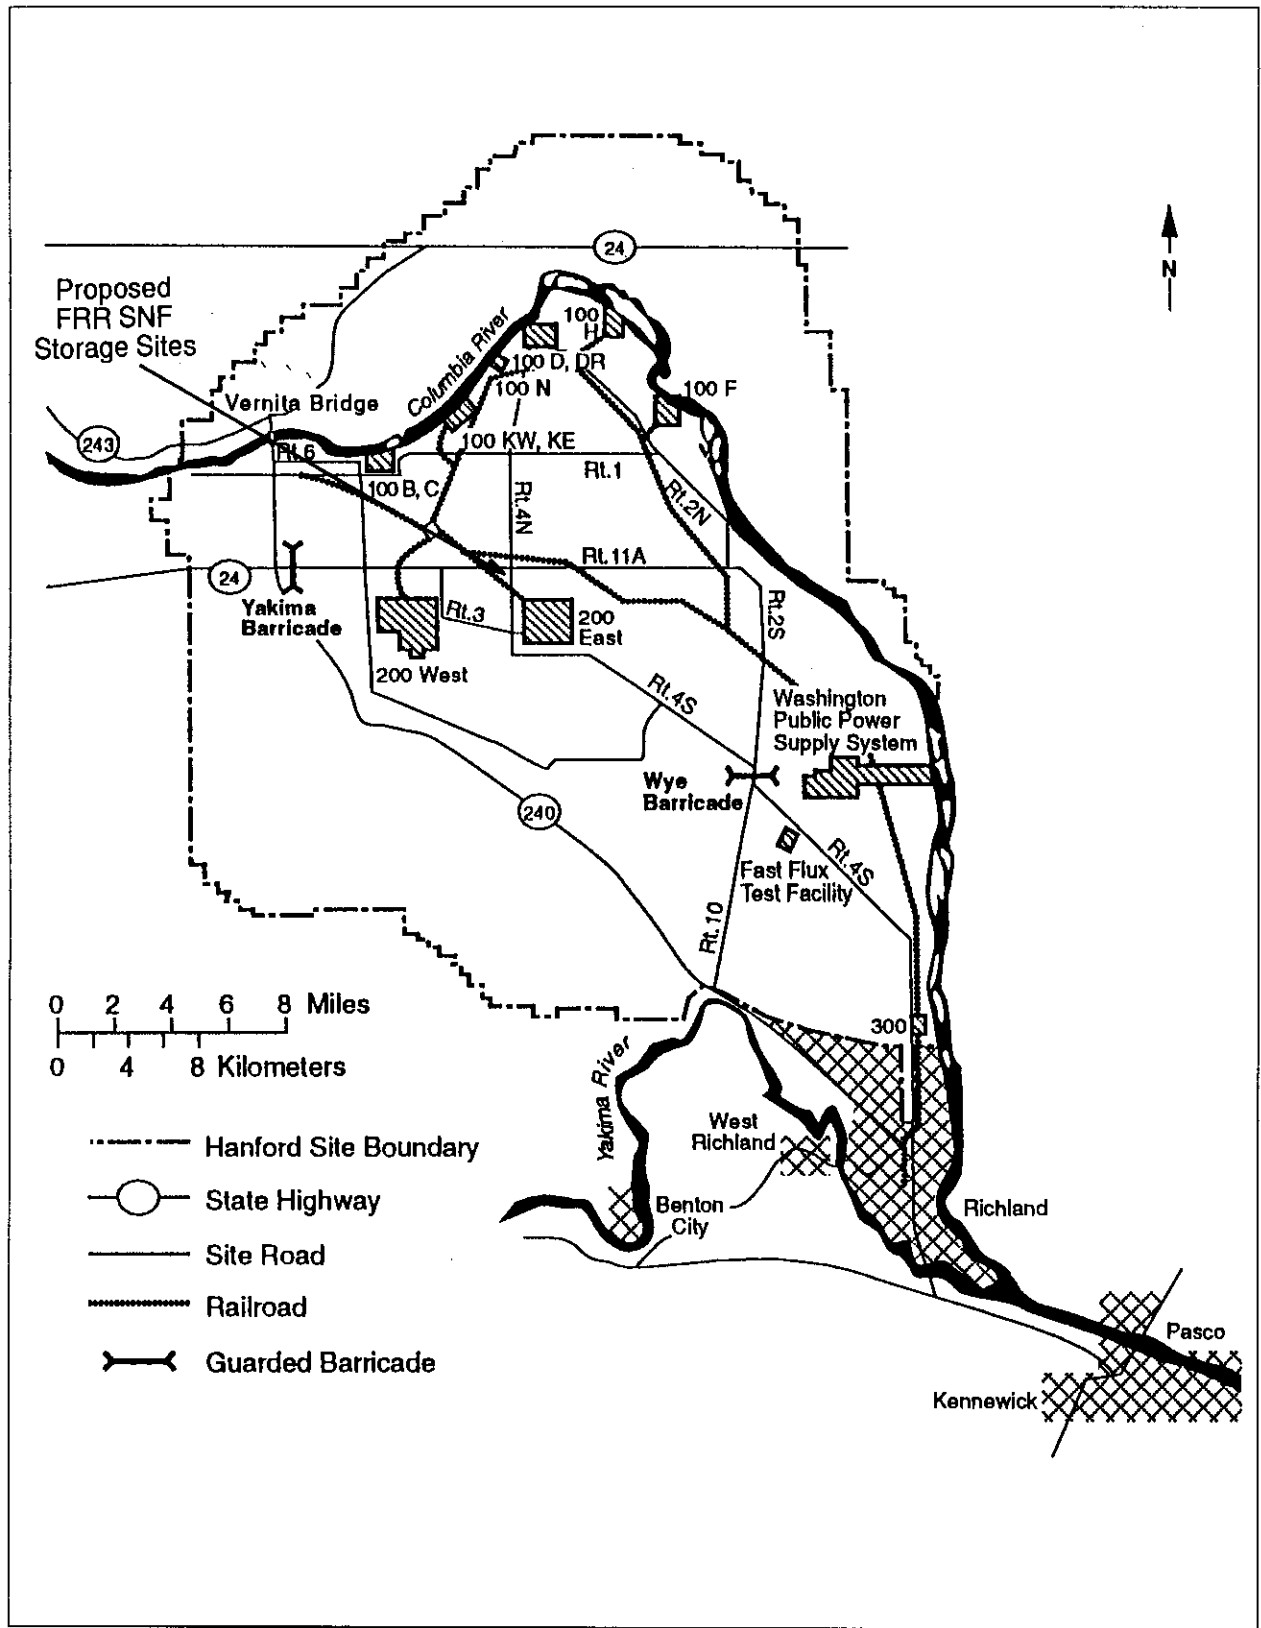 24
N
Proposed
FRR SNF
Storage Sites
Columbia River
100
H
100 D, DR
100 N
100 F
Vernita Bridge
243
Rt.6
100 KW, KE
Rt.1
100 B, C
Rt.4N
Rt.2N
Rt.11A
24
Yakima
Barricade
Rt.3
200
East
Rt.2S
200 West
Rt.4S
Washington
Public Power
Supply System
Wye
Barricade
240
Rt.4S
Fast Flux
Test Facility
Rt.10
0 2 4 6 8 Miles
0 4 8 Kilometers
300
Yakima River
West
Richland
Benton
City
Richland
Pasco
Kennewick
Hanford Site Boundary
State Highway
Site Road
Railroad
Guarded Barricade